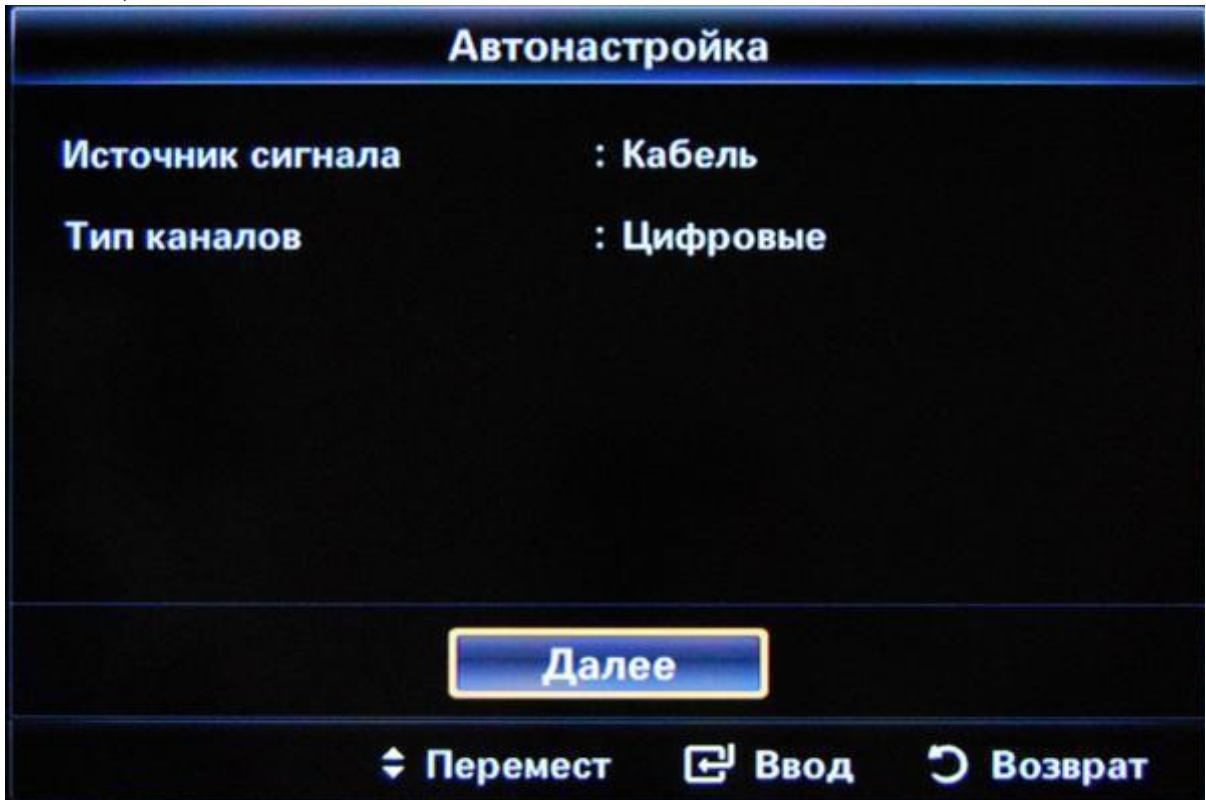 Автонастройка
Источник сигнала : Кабель
Тип каналов : Цифровые
Далее
Перемест Ввод Возврат